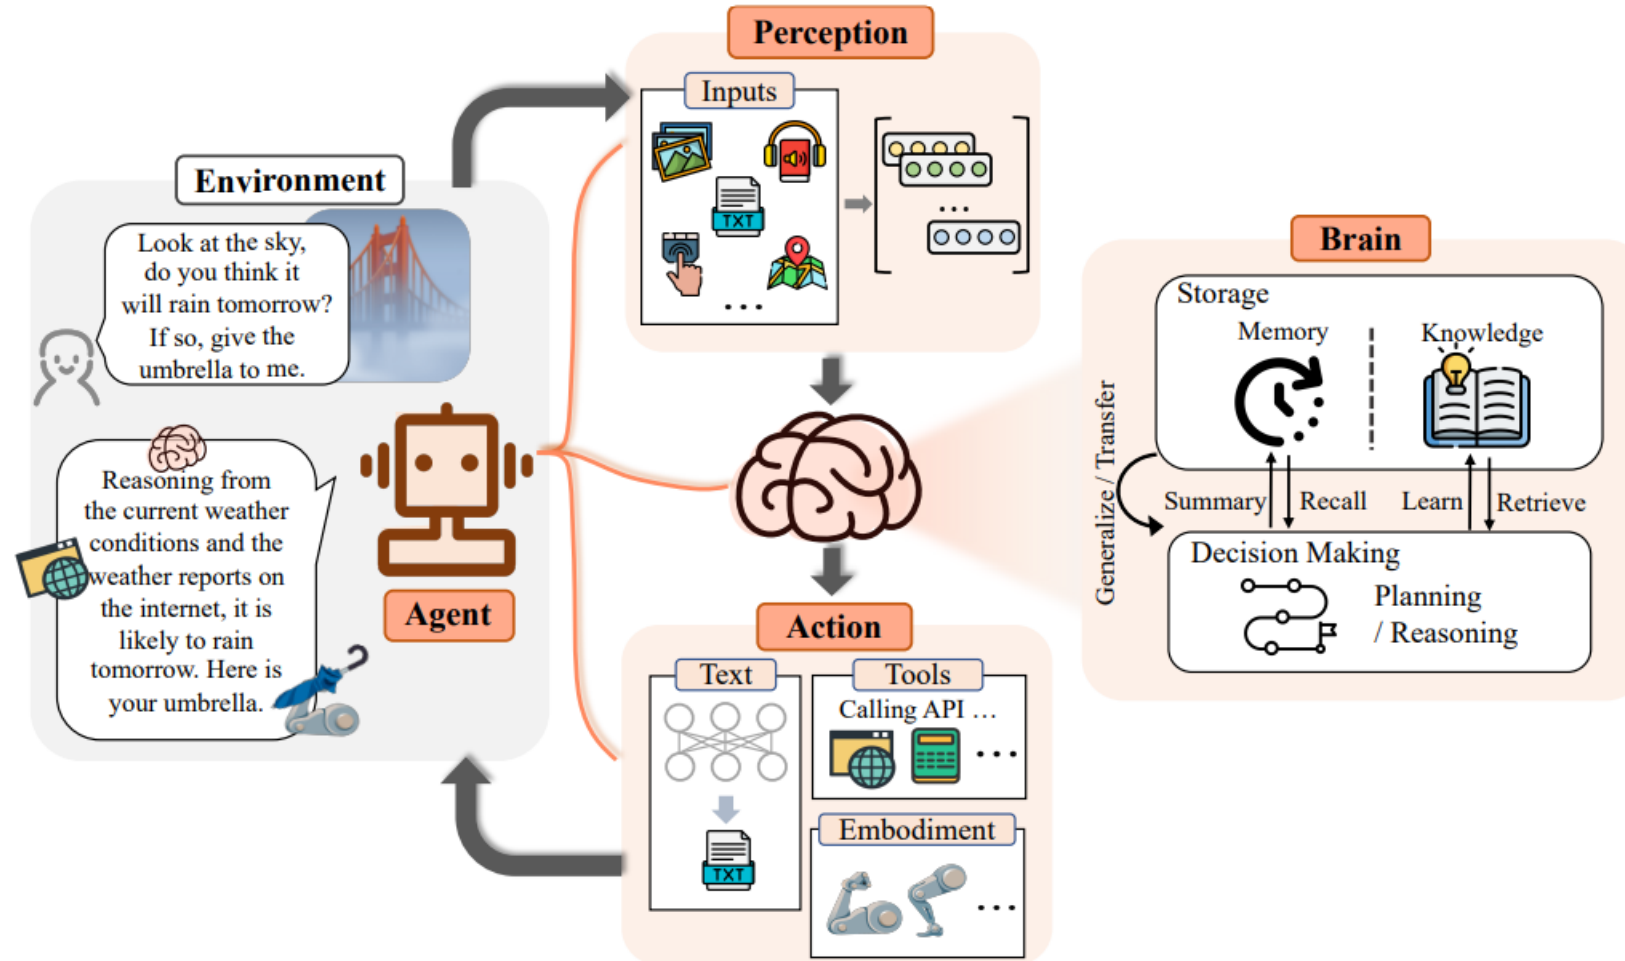 Perception
Inputs
TXT
...
...
Environment
Look at the sky,
do you think it
will rain tomorrow?
If so, give the
umbrella to me.
Reasoning from
the current weather
conditions and the
weather reports on
the internet, it is
likely to rain
tomorrow. Here is
your umbrella.
Agent
Brain
Storage
Memory
Knowledge
Generalize / Transfer
Summary
Recall
Learn
Retrieve
Decision Making
Planning
/ Reasoning
Action
Text
TXT
Tools
Calling API ...
...
Embodiment
...